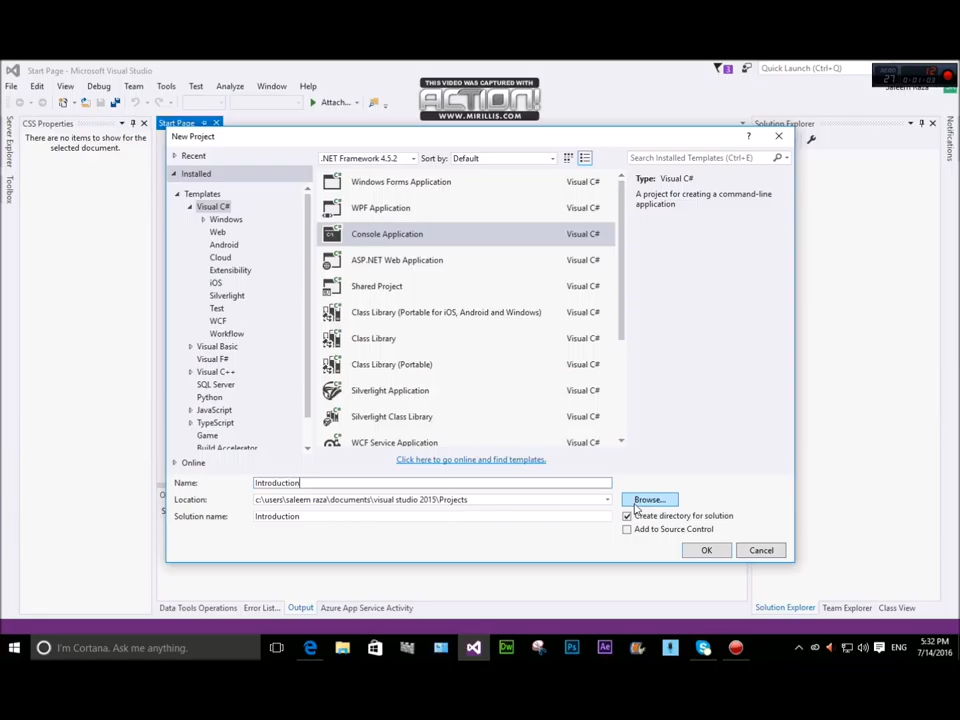 Start Page - Microsoft Visual Studio
Quick Launch (Ctrl+Q)
THIS VIDEO WAS CAPTURED WITH
ACTION!
WWW.MIRILLIS.COM
File Edit View Debug Team Tools Test Analyze Window Help
Saleem Raza
Attach...
CSS Properties
Start Page
Solution Explorer
There are no items to show for the
selected document.
Server Explorer
Toolbox
Notifications
New Project
Recent
.NET Framework 4.5.2
Sort by: Default
Search Installed Templates (Ctrl+E)
Installed
Templates
Visual C#
Windows
Web
Android
Cloud
Extensibility
iOS
Silverlight
Test
WCF
Workflow
Visual Basic
Visual F#
Visual C++
SQL Server
Python
JavaScript
TypeScript
Game
Build Accelerator
Online
Windows Forms Application Visual C#
WPF Application Visual C#
Console Application Visual C#
ASP.NET Web Application Visual C#
Shared Project Visual C#
Class Library (Portable for iOS, Android and Windows) Visual C#
Class Library Visual C#
Class Library (Portable) Visual C#
Silverlight Application Visual C#
Silverlight Class Library Visual C#
WCF Service Application Visual C#
Type: Visual C#
A project for creating a command-line
application
Click here to go online and find templates.
Name: Introduction
Location: c:\users\saleem raza\documents\visual studio 2015\Projects
Browse...
Solution name: Introduction
Create directory for solution
Add to Source Control
OK Cancel
Data Tools Operations Error List... Output Azure App Service Activity
Solution Explorer Team Explorer Class View
I'm Cortana. Ask me anything.
ENG
5:32 PM
7/14/2016